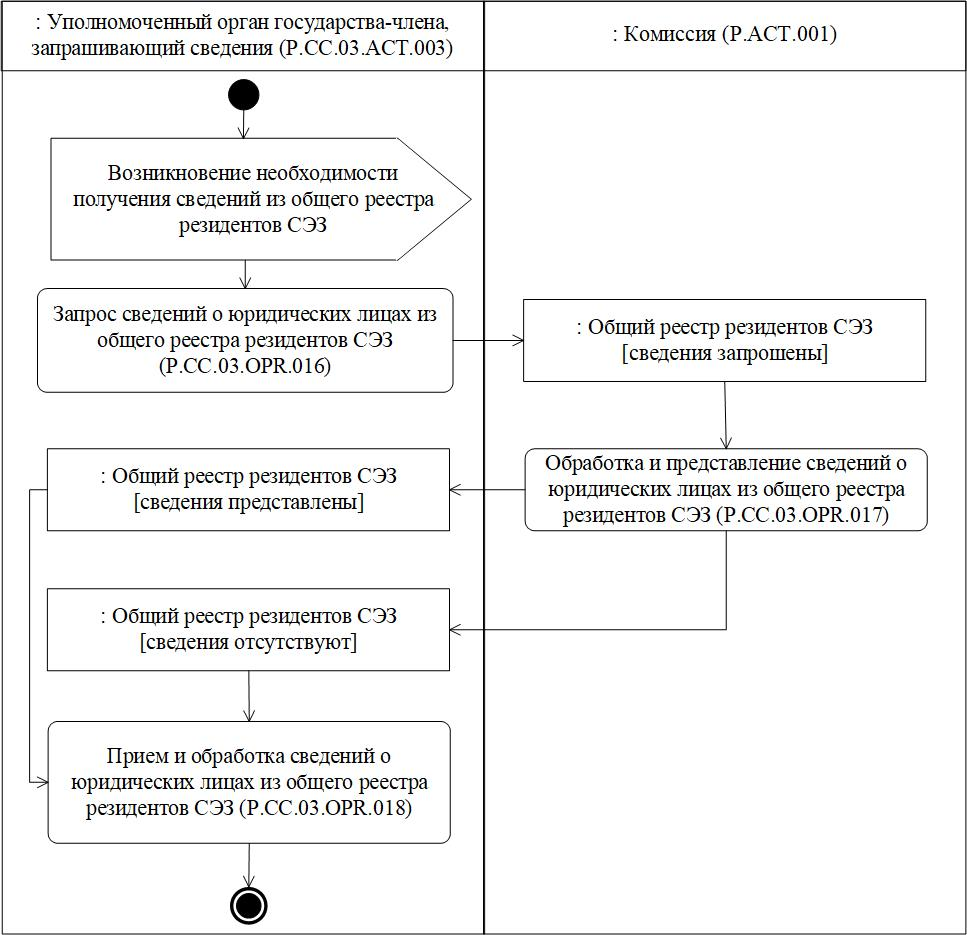 : Уполномоченный орган государства-члена,
запрашивающий сведения (P.CC.03.ACT.003)
: Комиссия (P.ACT.001)
Возникновение необходимости
получения сведений из общего реестра
резидентов СЭЗ
Запрос сведений о юридических лицах из
общего реестра резидентов СЭЗ
(P.CC.03.OPR.016)
: Общий реестр резидентов СЭЗ
[сведения запрошены]
Обработка и представление сведений о
юридических лицах из общего реестра
резидентов СЭЗ (P.CC.03.OPR.017)
: Общий реестр резидентов СЭЗ
[сведения представлены]
: Общий реестр резидентов СЭЗ
[сведения отсутствуют]
Прием и обработка сведений о
юридических лицах из общего реестра
резидентов СЭЗ (P.CC.03.OPR.018)